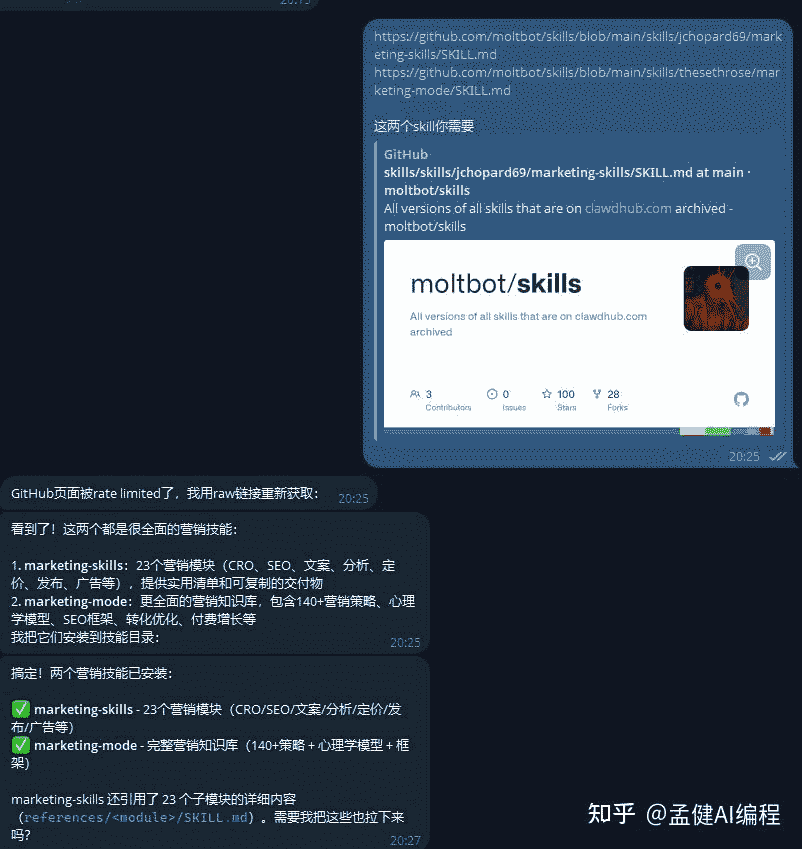 20:15
https://github.com/moltbot/skills/blob/main/skills/jchopard69/mark
eting-skills/SKILL.md
https://github.com/moltbot/skills/blob/main/skills/thesethrose/mar
keting-mode/SKILL.md
这两个skill你需要
GitHub
skills/skills/jchopard69/marketing-skills/SKILL.md at main ·
moltbot/skills
All versions of all skills that are on clawdhub.com archived -
moltbot/skills
moltbot/skills
All versions of all skills that are on clawdhub.com
archived
3 0 100 28
Contributors Issues Stars Forks
20:25
GitHub页面被rate limited了，我用raw链接重新获取： 20:25
看到了！这两个都是很全面的营销技能：
1. marketing-skills：23个营销模块（CRO、SEO、文案、分析、定
价、发布、广告等），提供实用清单和可复制的交付物
2. marketing-mode：更全面的营销知识库，包含140+营销策略、心理
学模型、SEO框架、转化优化、付费增长等
我把它们安装到技能目录：
20:25
搞定！两个营销技能已安装：
✅ marketing-skills - 23个营销模块（CRO/SEO/文案/分析/定价/发
布/广告等）
✅ marketing-mode - 完整营销知识库（140+策略 + 心理学模型 + 框
架）
marketing-skills 还引用了 23 个子模块的详细内容
（references/<module>/SKILL.md）。需要我把这些也拉下来
吗？
20:27
知乎 @孟健AI编程